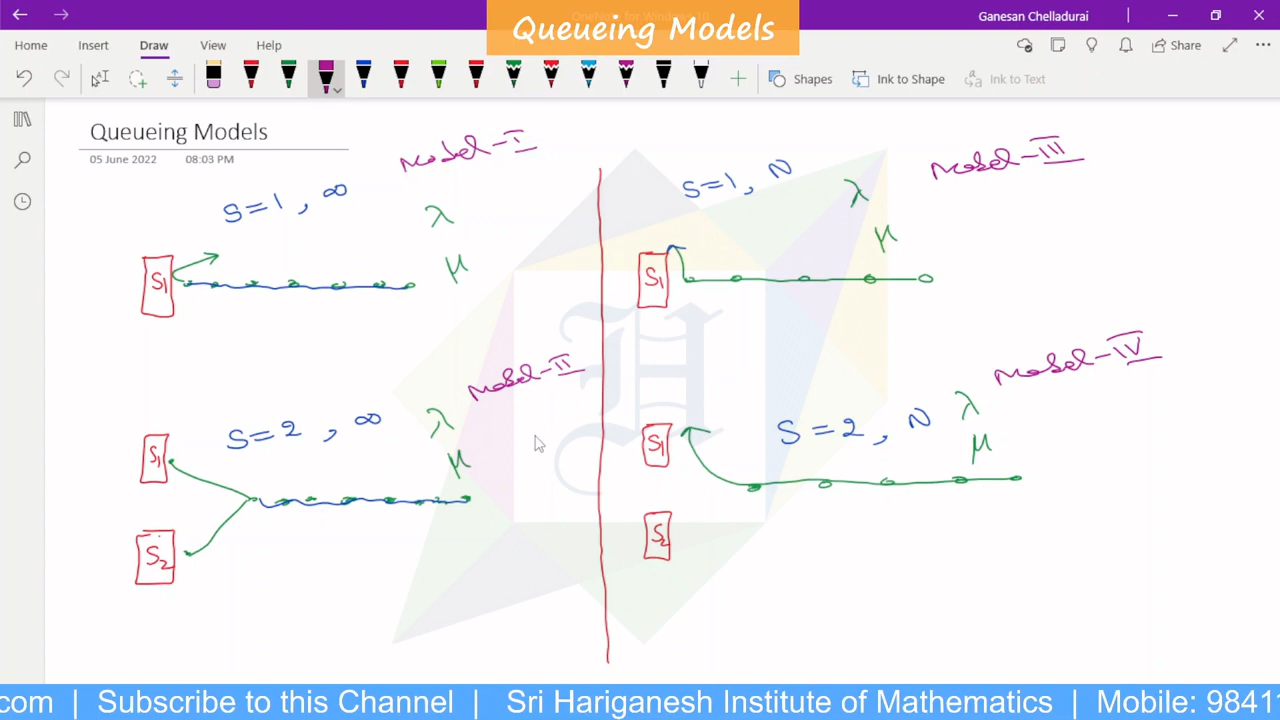 Queueing Models
Ganesan Chelladurai
Home Insert Draw View Help
Share
Shapes
Ink to Shape
Ink to Text
Queueing Models
05 June 2022 08:03 PM
Model-I
S=1, ∞
λ
μ
S1
Model-II
S=2, ∞
λ
μ
S1
S2
Model-III
S=1, N
λ
μ
S1
Model-IV
S=2, N
λ
μ
S1
S2
H
com | Subscribe to this Channel | Sri Hariganesh Institute of Mathematics | Mobile: 9841